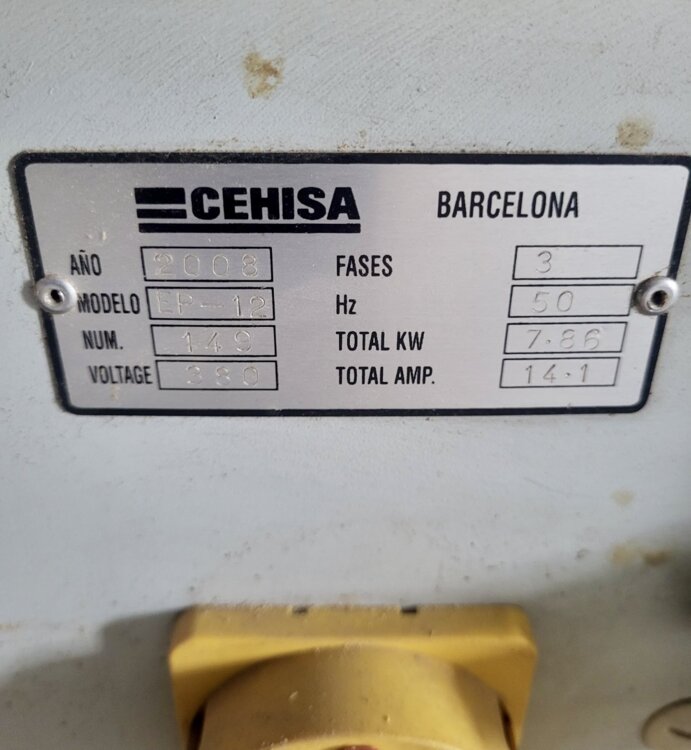 CEHISA BARCELONA
AÑO 2008 FASES 3
MODELO EP-12 Hz 50
NUM. 149 TOTAL KW 7.86
VOLTAGE 380 TOTAL AMP. 14.1